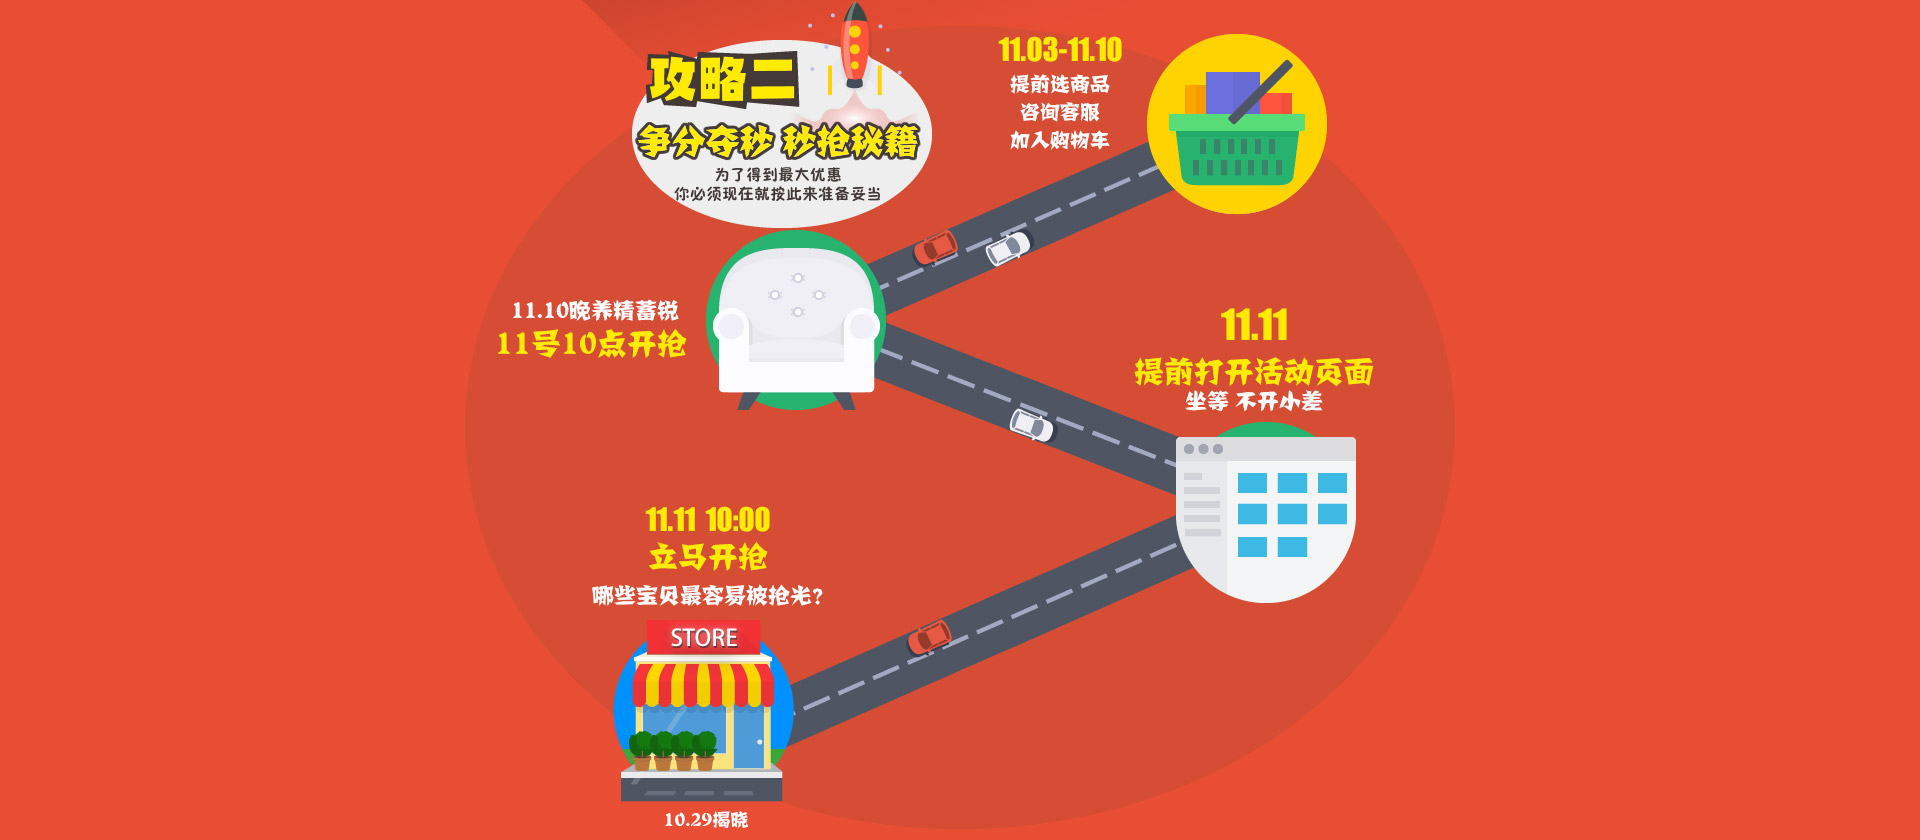 攻略二
争分夺秒 秒抢秘籍
为了得到最大优惠
你必须现在就按此来准备妥当
11.03-11.10
提前选商品
咨询客服
加入购物车
11.10晚养精蓄锐
11号10点开抢
11.11
提前打开活动页面
坐等 不开小差
11.11 10:00
立马开抢
哪些宝贝最容易被抢光?
STORE
10.29揭晓